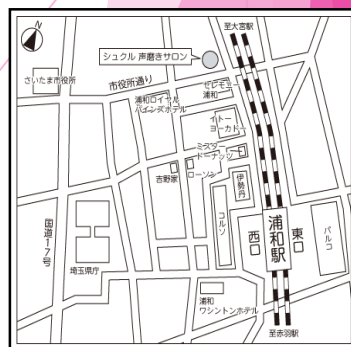 N
至大宮駅
シュクル 声磨きサロン
さいたま市役所
市役所通り
セレモニー
浦和
浦和ロイヤル
パインズホテル
イトー
ヨーカドー
ミスター
ドーナッツ
吉野家
ローソン
伊勢丹
コルソ
国道17号
埼玉県庁
西口
浦和駅
東口
パルコ
浦和
ワシントンホテル
至赤羽駅